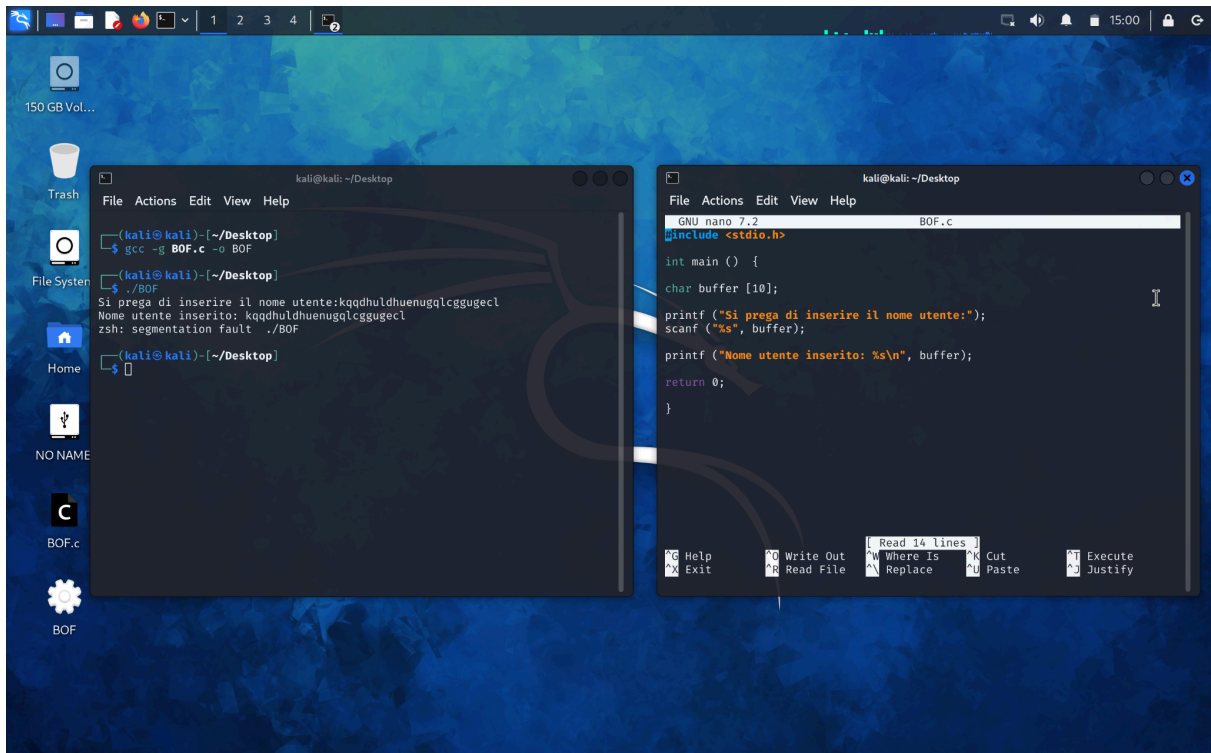 1 2 3 4
2
15:00
150 GB Vol...
Trash
File System
Home
NO NAME
BOF.c
BOF
kali@kali: ~/Desktop
File Actions Edit View Help
┌──(kali㉿kali)-[~/Desktop]
└─$ gcc -g BOF.c -o BOF
┌──(kali㉿kali)-[~/Desktop]
└─$ ./BOF
Si prega di inserire il nome utente:kqqdhuldhuenugqlcggugecl
Nome utente inserito: kqqdhuldhuenugqlcggugecl
zsh: segmentation fault  ./BOF
┌──(kali㉿kali)-[~/Desktop]
└─$
kali@kali: ~/Desktop
File Actions Edit View Help
GNU nano 7.2 BOF.c
#include <stdio.h>
int main ()  {
char buffer [10];
printf ("Si prega di inserire il nome utente:");
scanf ("%s", buffer);
printf ("Nome utente inserito: %s\n", buffer);
return 0;
}
[ Read 14 lines ]
^G Help ^O Write Out ^W Where Is ^K Cut ^T Execute
^X Exit ^R Read File ^\ Replace ^U Paste ^J Justify